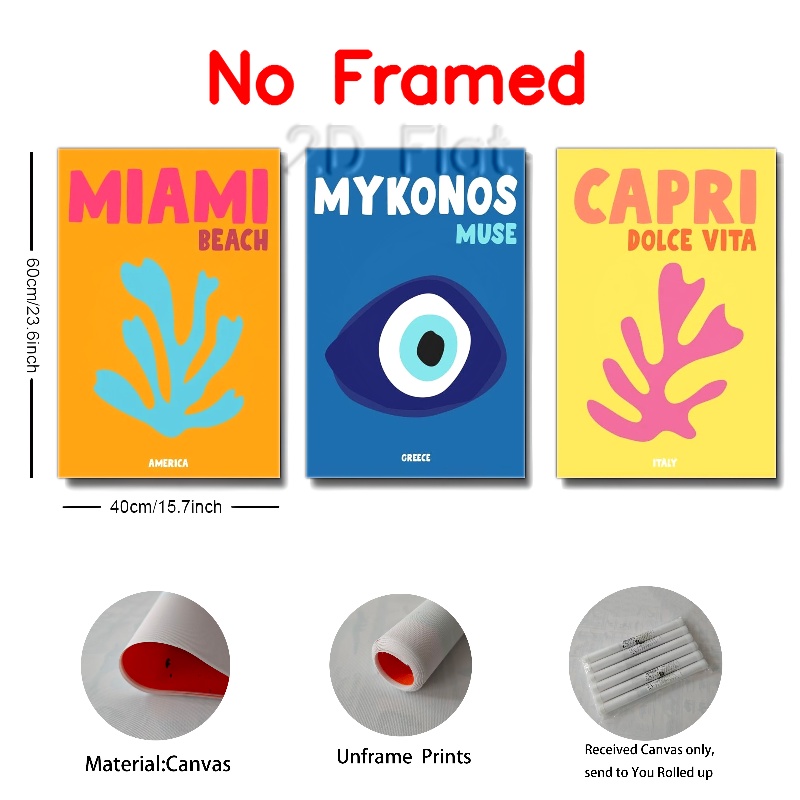 No Framed
2D Flat
MIAMI
BEACH
AMERICA
MYKONOS
MUSE
GREECE
CAPRI
DOLCE VITA
ITALY
60cm/23.6inch
40cm/15.7inch
Material:Canvas
Unframe Prints
Received Canvas only,
send to You Rolled up